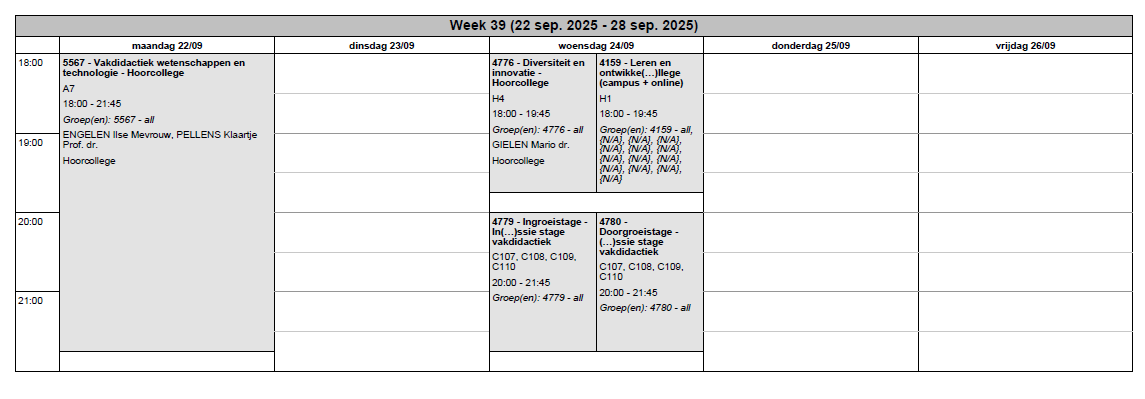 Week 39 (22 sep. 2025 - 28 sep. 2025)
maandag 22/09
dinsdag 23/09
woensdag 24/09
donderdag 25/09
vrijdag 26/09
18:00
19:00
20:00
21:00
5567 - Vakdidactiek wetenschappen en
technologie - Hoorcollege
A7
18:00 - 21:45
Groep(en): 5567 - all
ENGELEN Ilse Mevrouw, PELLENS Klaartje
Prof. dr.
Hoorcollege
4776 - Diversiteit en
innovatie -
Hoorcollege
H4
18:00 - 19:45
Groep(en): 4776 - all
GIELEN Mario dr.
Hoorcollege
4159 - Leren en
ontwikke(...)llege
(campus + online)
H1
18:00 - 19:45
Groep(en): 4159 - all,
{N/A}, {N/A}, {N/A},
{N/A}, {N/A}, {N/A},
{N/A}, {N/A}, {N/A},
{N/A}, {N/A}, {N/A},
{N/A}
4779 - Ingroeistage -
In(...)ssie stage
vakdidactiek
C107, C108, C109,
C110
20:00 - 21:45
Groep(en): 4779 - all
4780 -
Doorgroeistage -
(...)ssie stage
vakdidactiek
C107, C108, C109,
C110
20:00 - 21:45
Groep(en): 4780 - all